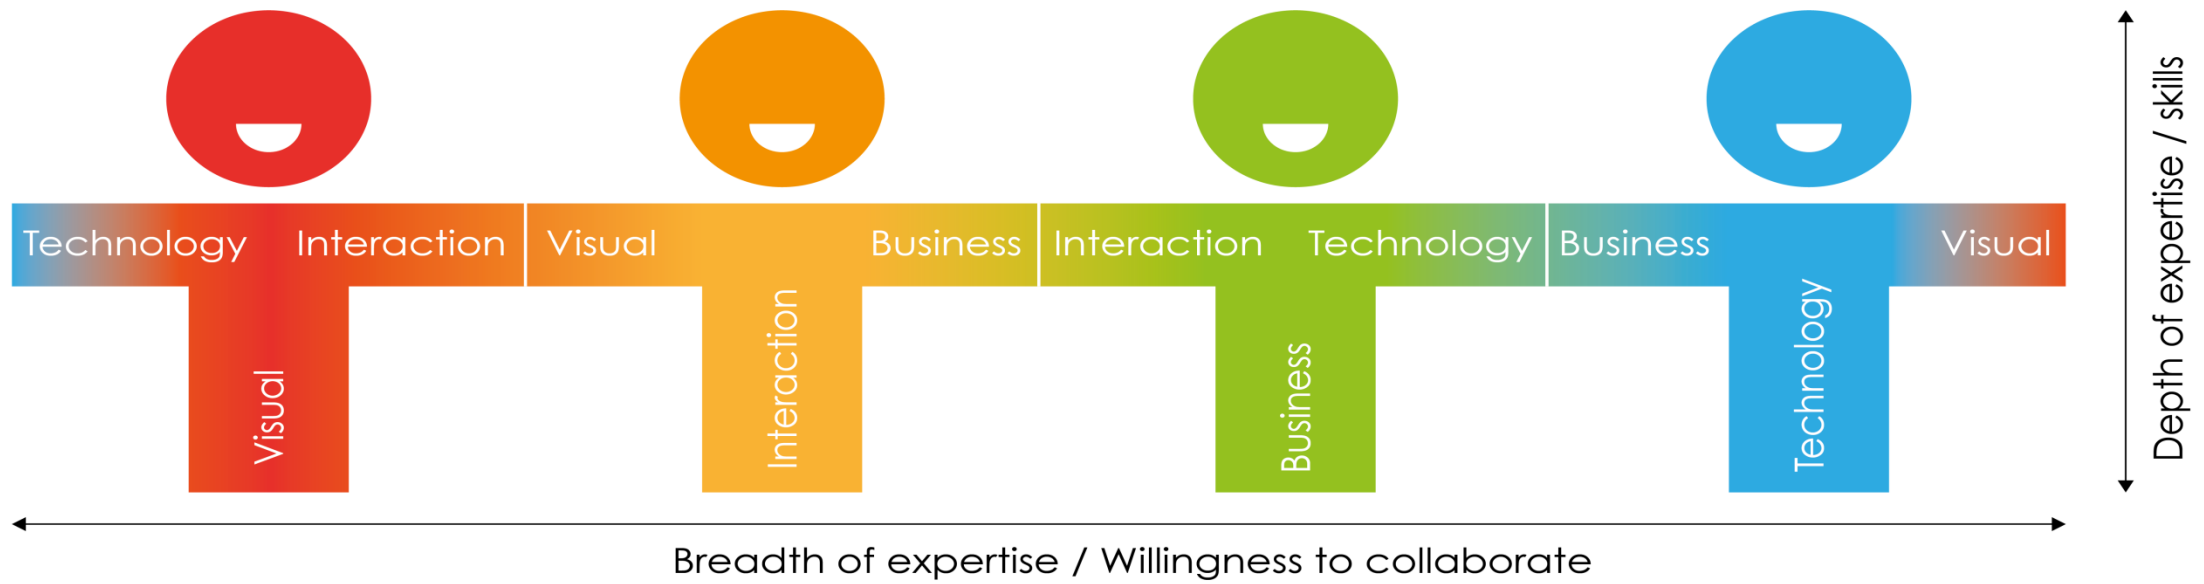 Technology
Interaction
Visual
Business
Interaction
Technology
Business
Visual
Visual
Interaction
Business
Technology
Depth of expertise / skills
Breadth of expertise / Willingness to collaborate